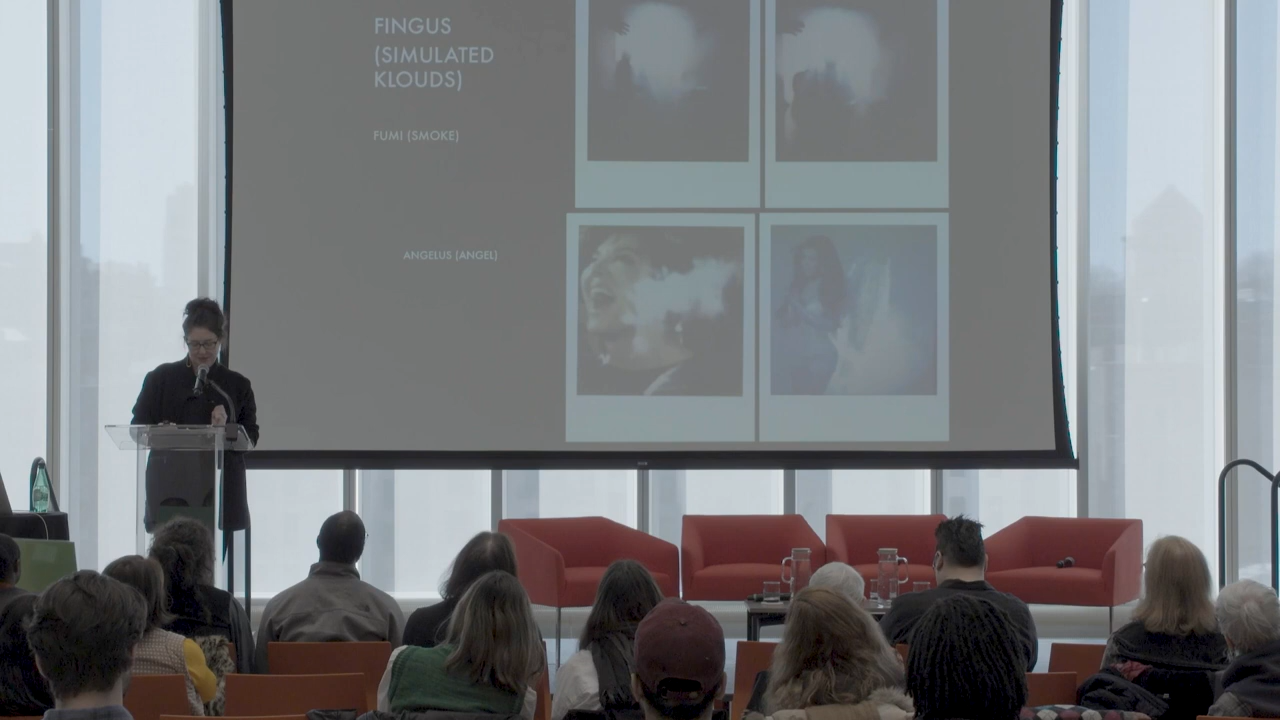 FINGUS
(SIMULATED
KLOUDS)
FUMI (SMOKE)
ANGELUS (ANGEL)